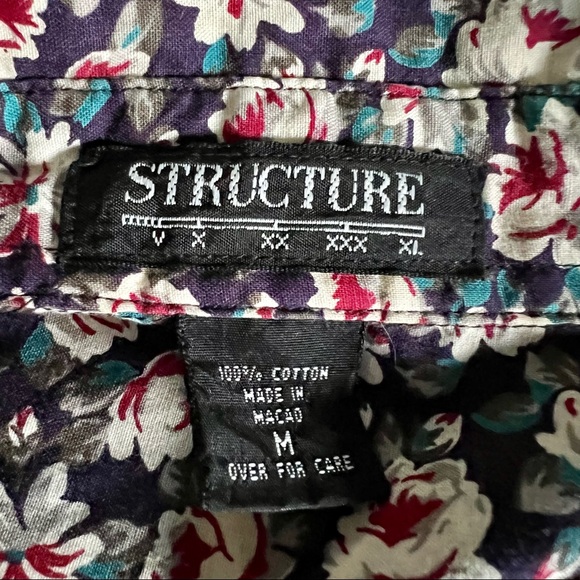 STRUCTURE
V X XX XXX XL
100% COTTON
MADE IN
MACAO
M
OVER FOR CARE